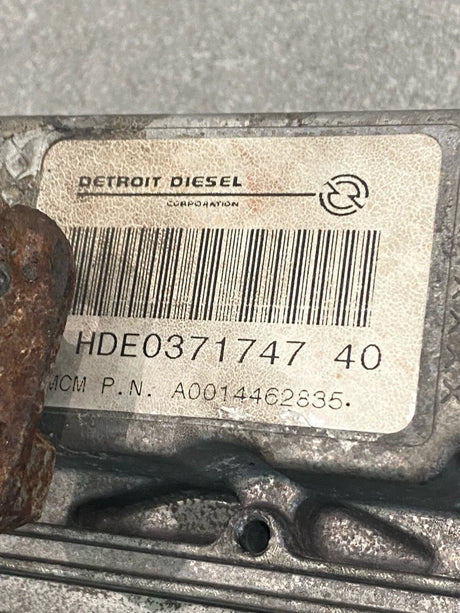 DETROIT DIESEL
CORPORATION
HDE0371747 40
MCM P.N. A0014462835.